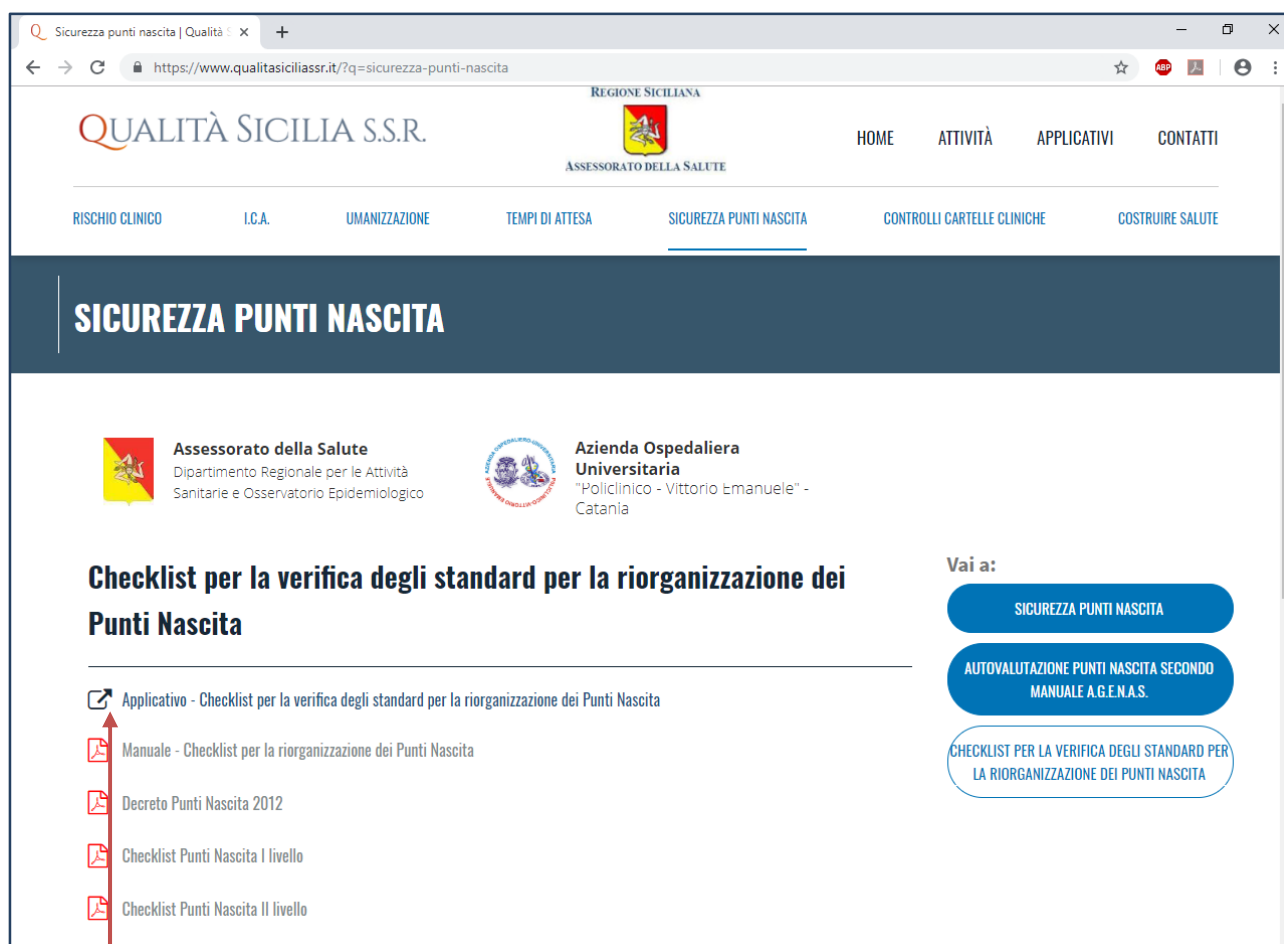 Sicurezza punti nascita | Qualità S
https://www.qualitasiciliassr.it/?q=sicurezza-punti-nascita
ABP
QUALITÀ SICILIA S.S.R.
REGIONE SICILIANA
ASSESSORATO DELLA SALUTE
HOME ATTIVITÀ APPLICATIVI CONTATTI
RISCHIO CLINICO I.C.A. UMANIZZAZIONE TEMPI DI ATTESA SICUREZZA PUNTI NASCITA CONTROLLI CARTELLE CLINICHE COSTRUIRE SALUTE
SICUREZZA PUNTI NASCITA
Assessorato della Salute
Dipartimento Regionale per le Attività
Sanitarie e Osservatorio Epidemiologico
Azienda Ospedaliera
Universitaria
"Policlinico - Vittorio Emanuele" -
Catania
Checklist per la verifica degli standard per la riorganizzazione dei
Punti Nascita
Applicativo - Checklist per la verifica degli standard per la riorganizzazione dei Punti Nascita
Manuale - Checklist per la riorganizzazione dei Punti Nascita
Decreto Punti Nascita 2012
Checklist Punti Nascita I livello
Checklist Punti Nascita II livello
Vai a:
SICUREZZA PUNTI NASCITA
AUTOVALUTAZIONE PUNTI NASCITA SECONDO
MANUALE A.G.E.N.A.S.
CHECKLIST PER LA VERIFICA DEGLI STANDARD PER
LA RIORGANIZZAZIONE DEI PUNTI NASCITA